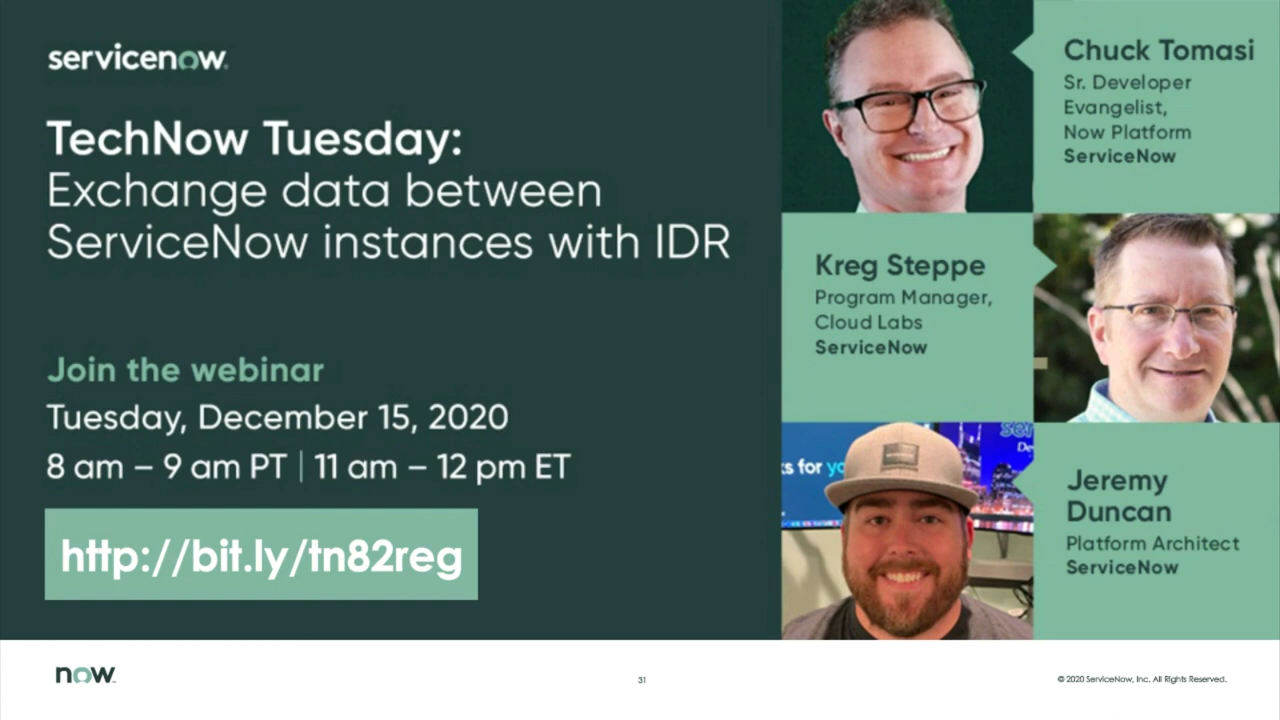 servicenow.
TechNow Tuesday:
Exchange data between
ServiceNow instances with IDR
Join the webinar
Tuesday, December 15, 2020
8 am – 9 am PT | 11 am – 12 pm ET
http://bit.ly/tn82reg
Chuck Tomasi
Sr. Developer
Evangelist,
Now Platform
ServiceNow
Kreg Steppe
Program Manager,
Cloud Labs
ServiceNow
Jeremy
Duncan
Platform Architect
ServiceNow
now
31
© 2020 ServiceNow, Inc. All Rights Reserved.